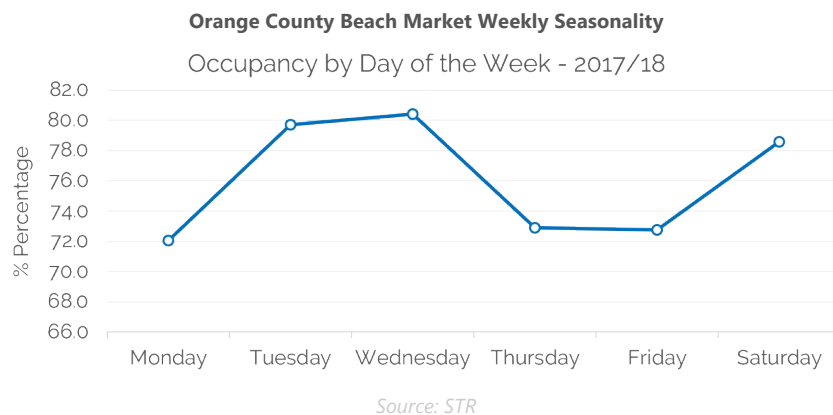 Orange County Beach Market Weekly Seasonality
Occupancy by Day of the Week - 2017/18
% Percentage
82.0
80.0
78.0
76.0
74.0
72.0
70.0
68.0
66.0
Monday Tuesday Wednesday Thursday Friday Saturday
Source: STR